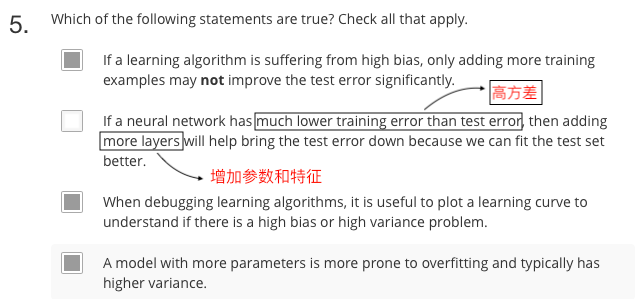 5. Which of the following statements are true? Check all that apply.
If a learning algorithm is suffering from high bias, only adding more training
examples may not improve the test error significantly.
高方差
If a neural network has much lower training error than test error, then adding
more layers will help bring the test error down because we can fit the test set
better.
增加参数和特征
When debugging learning algorithms, it is useful to plot a learning curve to
understand if there is a high bias or high variance problem.
A model with more parameters is more prone to overfitting and typically has
higher variance.